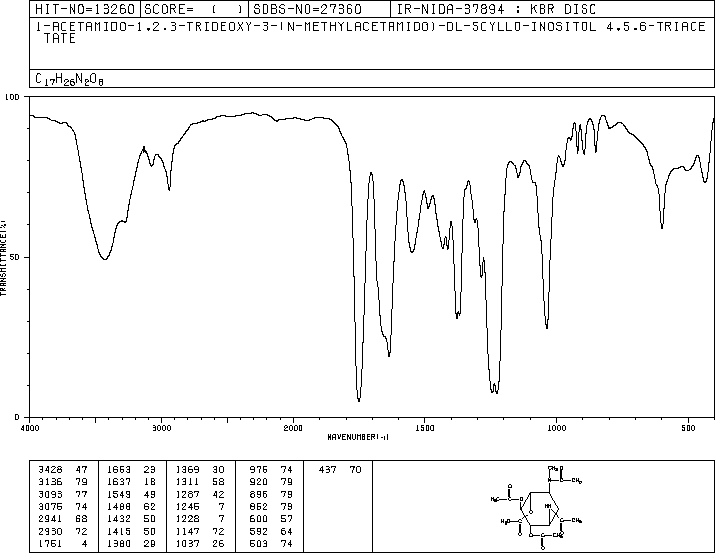 HIT-NO=13260 SCORE= ( ) SDBS-NO=27360 IR-NIDA-37894 : KBR DISC
1-ACETAMIDO-1.2.3-TRIDEOXY-3-(N-METHYLACETAMIDO)-DL-SCYLLO-INOSITOL 4.5.6-TRIACE
TATE
C17H26N2O8
100
TRANSMITTANCE(%)
50
0
4000 3000 2000 1500 1000 500
WAVENUMBER(-1)
3428 47 1653 23 1369 30 976 74 437 70
3136 79 1637 18 1311 58 920 79
3093 77 1549 49 1287 42 896 79
3075 74 1488 62 1245 7 852 79
2941 68 1432 50 1228 7 600 57
2930 72 1415 50 1147 72 592 64
1751 4 1380 29 1037 26 503 74